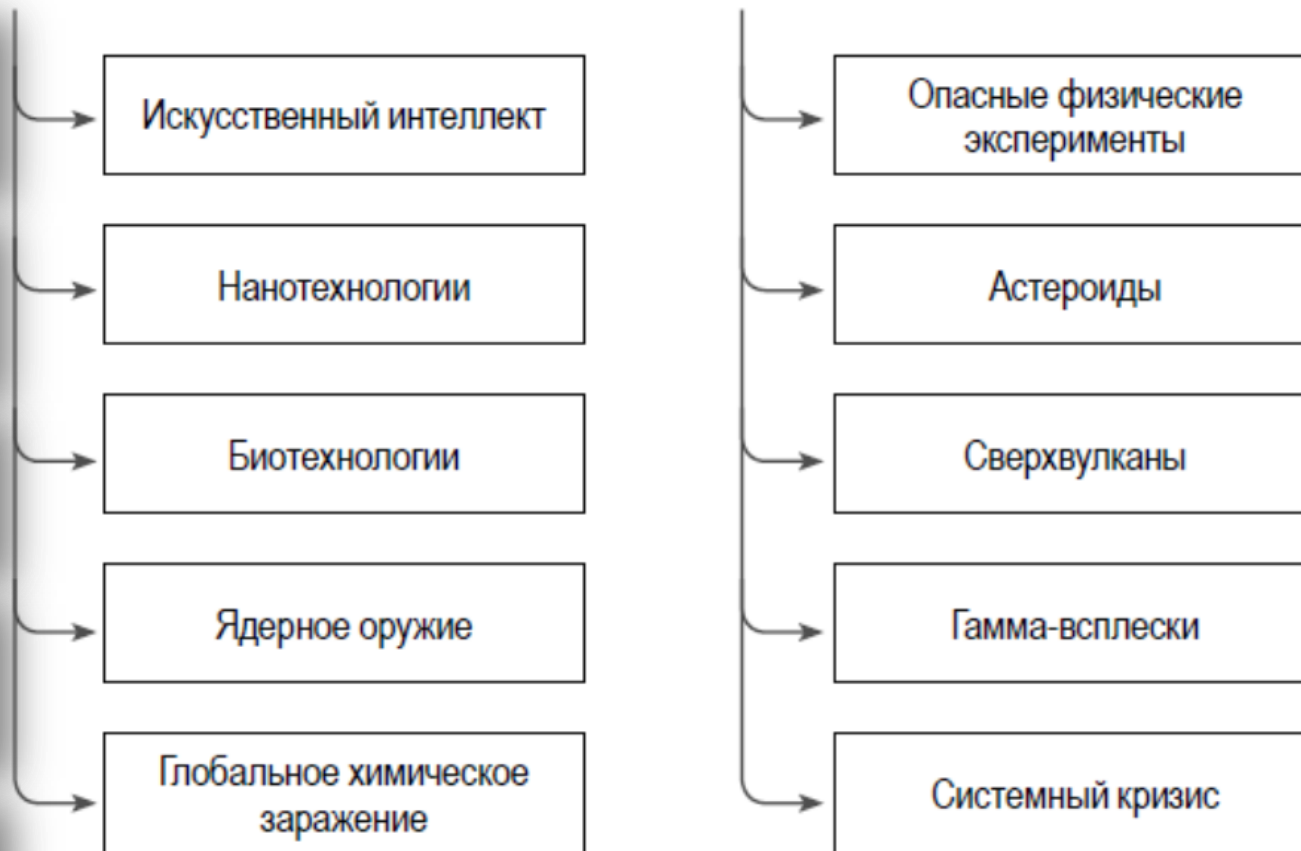 Искусственный интеллект
Нанотехнологии
Биотехнологии
Ядерное оружие
Глобальное химическое
заражение
Опасные физические
эксперименты
Астероиды
Сверхвулканы
Гамма-всплески
Системный кризис